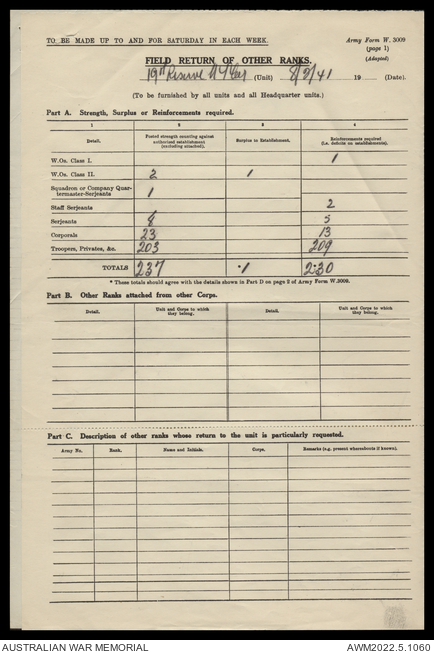 TO BE MADE UP TO AND FOR SATURDAY IN EACH WEEK. Army Form W. 3009
(page 1)
(Adapted)
FIELD RETURN OF OTHER RANKS.
19th Reserve (Unit) 8/2/41 19 (Date).
(To be furnished by all units and all Headquarter units.)
Part A. Strength, Surplus or Reinforcements required.
1 2 3 4
Detail. Posted strength counting against authorized establishment (excluding attached). Surplus to Establishment. Reinforcements required (i.e. deficits on establishments).
W.Os. Class I. 1
W.Os. Class II. 2 1
Squadron or Company Quar-
termaster-Serjeants 1
Staff Serjeants 2
Serjeants 8 5
Corporals 23 13
Troopers, Privates, &c. 203 209
TOTALS 237 1 230
* These totals should agree with the details shown in Part D on page 2 of Army Form W.3009.
Part B. Other Ranks attached from other Corps.
Detail. Unit and Corps to which they belong. Detail. Unit and Corps to which they belong.
Part C. Description of other ranks whose return to the unit is particularly requested.
Army No. Rank. Name and Initials. Corps. Remarks (e.g. present whereabouts if known).
AUSTRALIAN WAR MEMORIAL AWM2022.5.1060